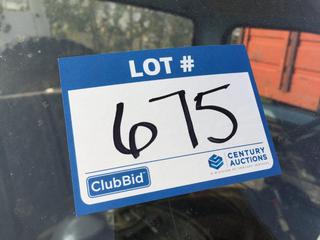 LOT #
675
ClubBid
CENTURY
AUCTIONS